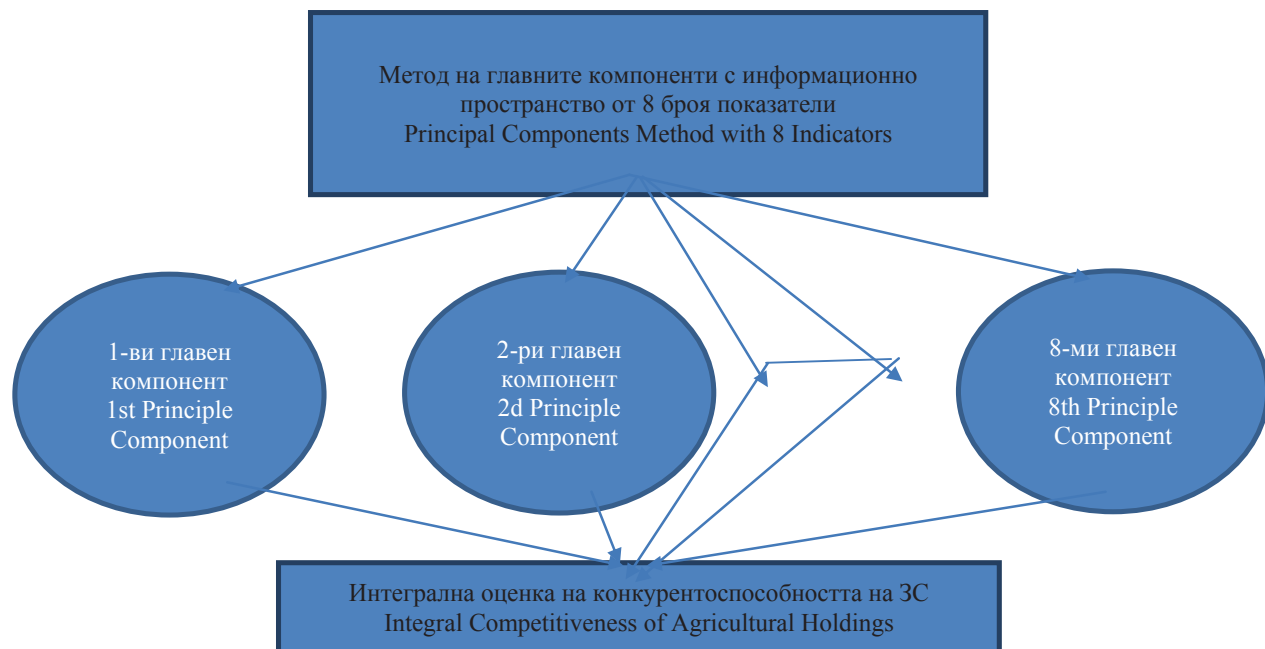 Метод на главните компоненти с информационно
пространство от 8 броя показатели
Principal Components Method with 8 Indicators
1-ви главен
компонент
1st Principle
Component
2-ри главен
компонент
2d Principle
Component
8-ми главен
компонент
8th Principle
Component
Интегрална оценка на конкурентоспособността на ЗС
Integral Competitiveness of Agricultural Holdings